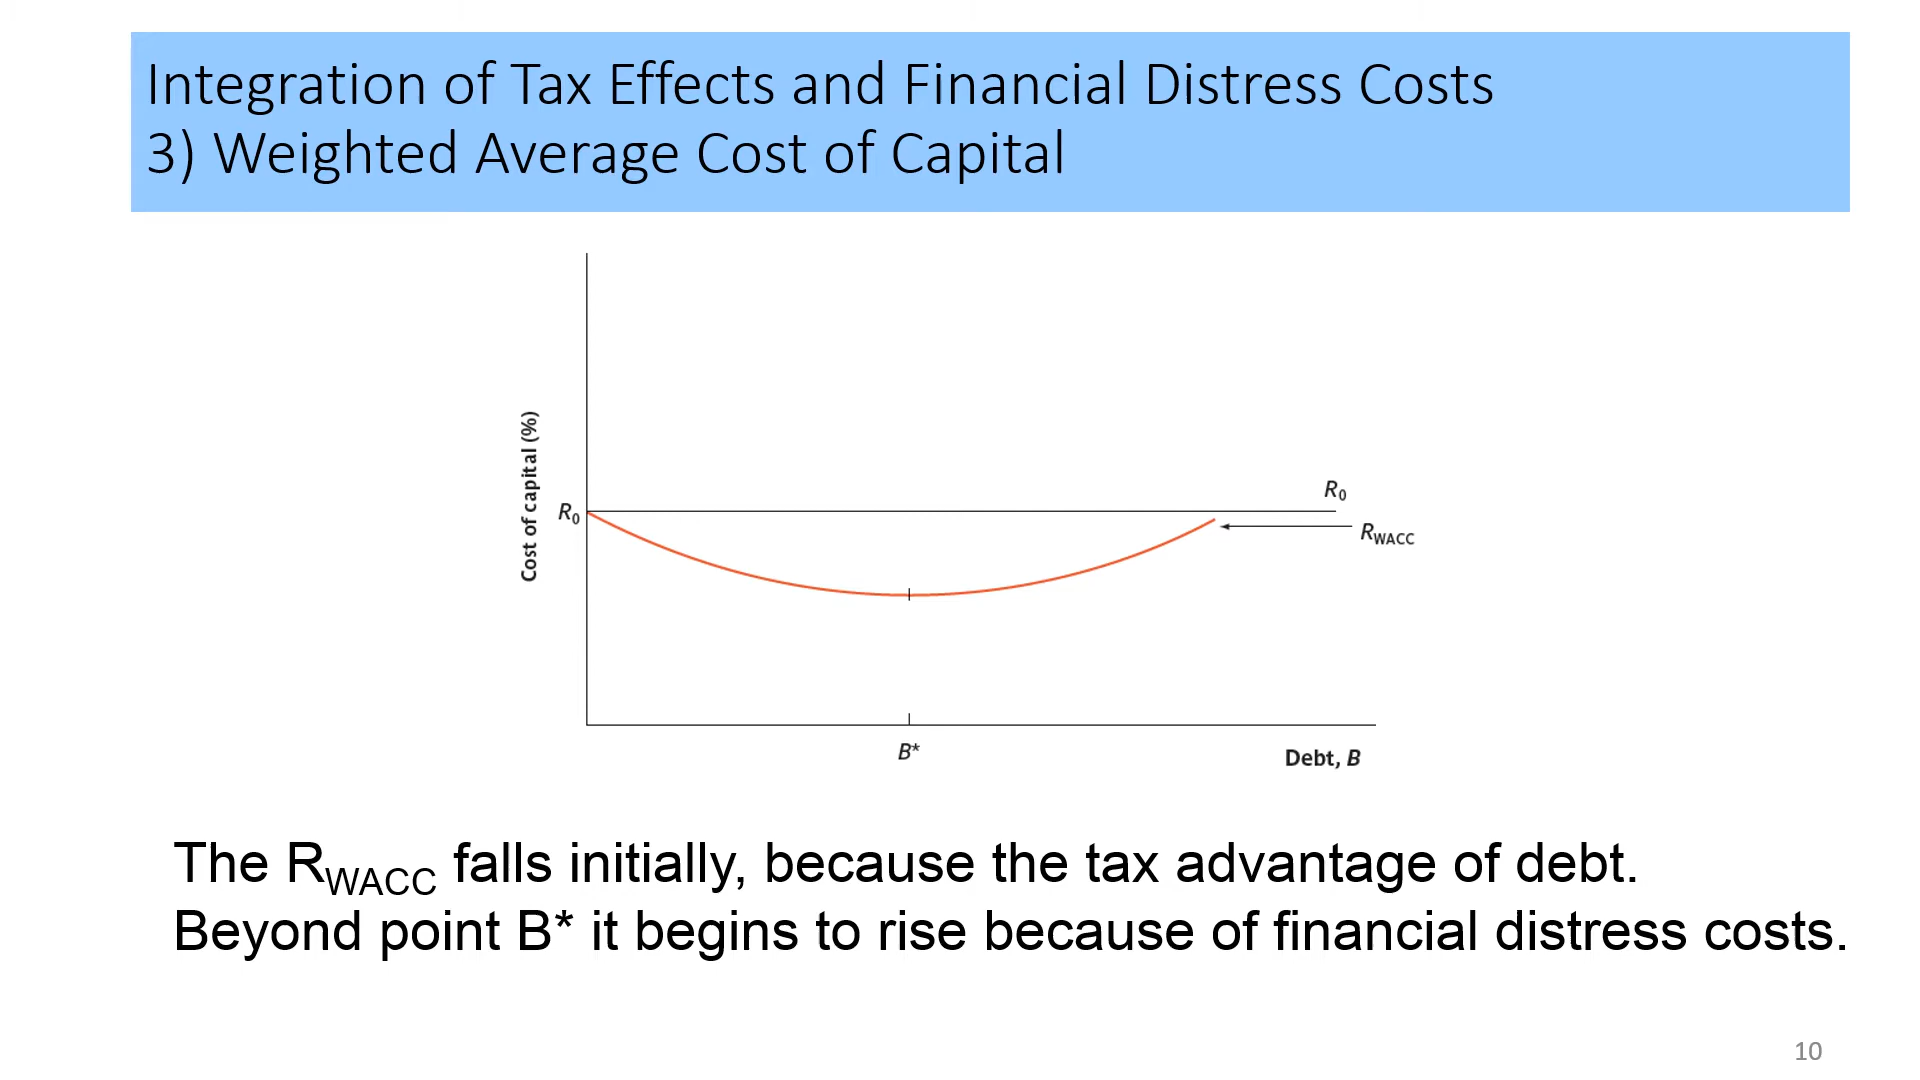 Integration of Tax Effects and Financial Distress Costs
3) Weighted Average Cost of Capital
Cost of capital (%)
R0
R0
RWACC
B*
Debt, B
The RWACC falls initially, because the tax advantage of debt.
Beyond point B* it begins to rise because of financial distress costs.
10